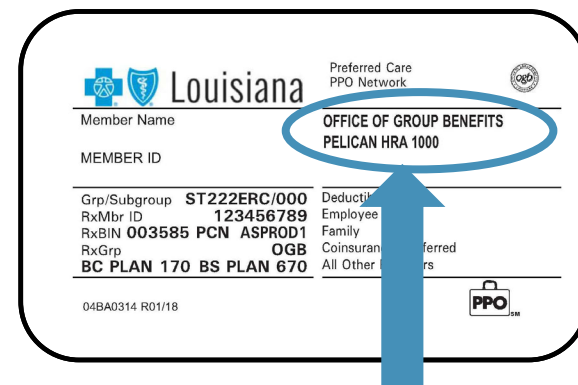 Louisiana
Preferred Care
PPO Network
ogb
Member Name
OFFICE OF GROUP BENEFITS
PELICAN HRA 1000
MEMBER ID
Grp/Subgroup ST222ERC/000
RxMbr ID 123456789
RxBIN 003585 PCN ASPROD1
RxGrp OGB
BC PLAN 170 BS PLAN 670
Employee
Family
All Other
04BA0314 R01/18
PPO
SM